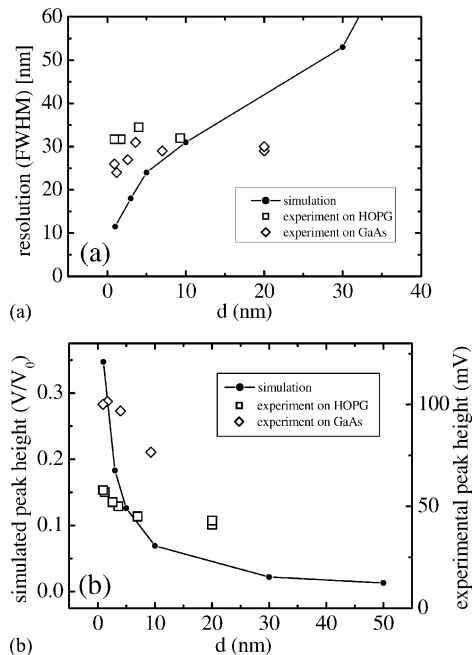 60
50
40
30
20
10
0
resolution (FWHM) [nm]
simulation
experiment on HOPG
experiment on GaAs
(a)
0 10 20 30 40
(a)
d (nm)
0.3
0.2
0.1
0.0
simulated peak height (V/V0)
simulation
experiment on HOPG
experiment on GaAs
100
50
0
experimental peak height (mV)
(b)
0 10 20 30 40 50
(b)
d (nm)